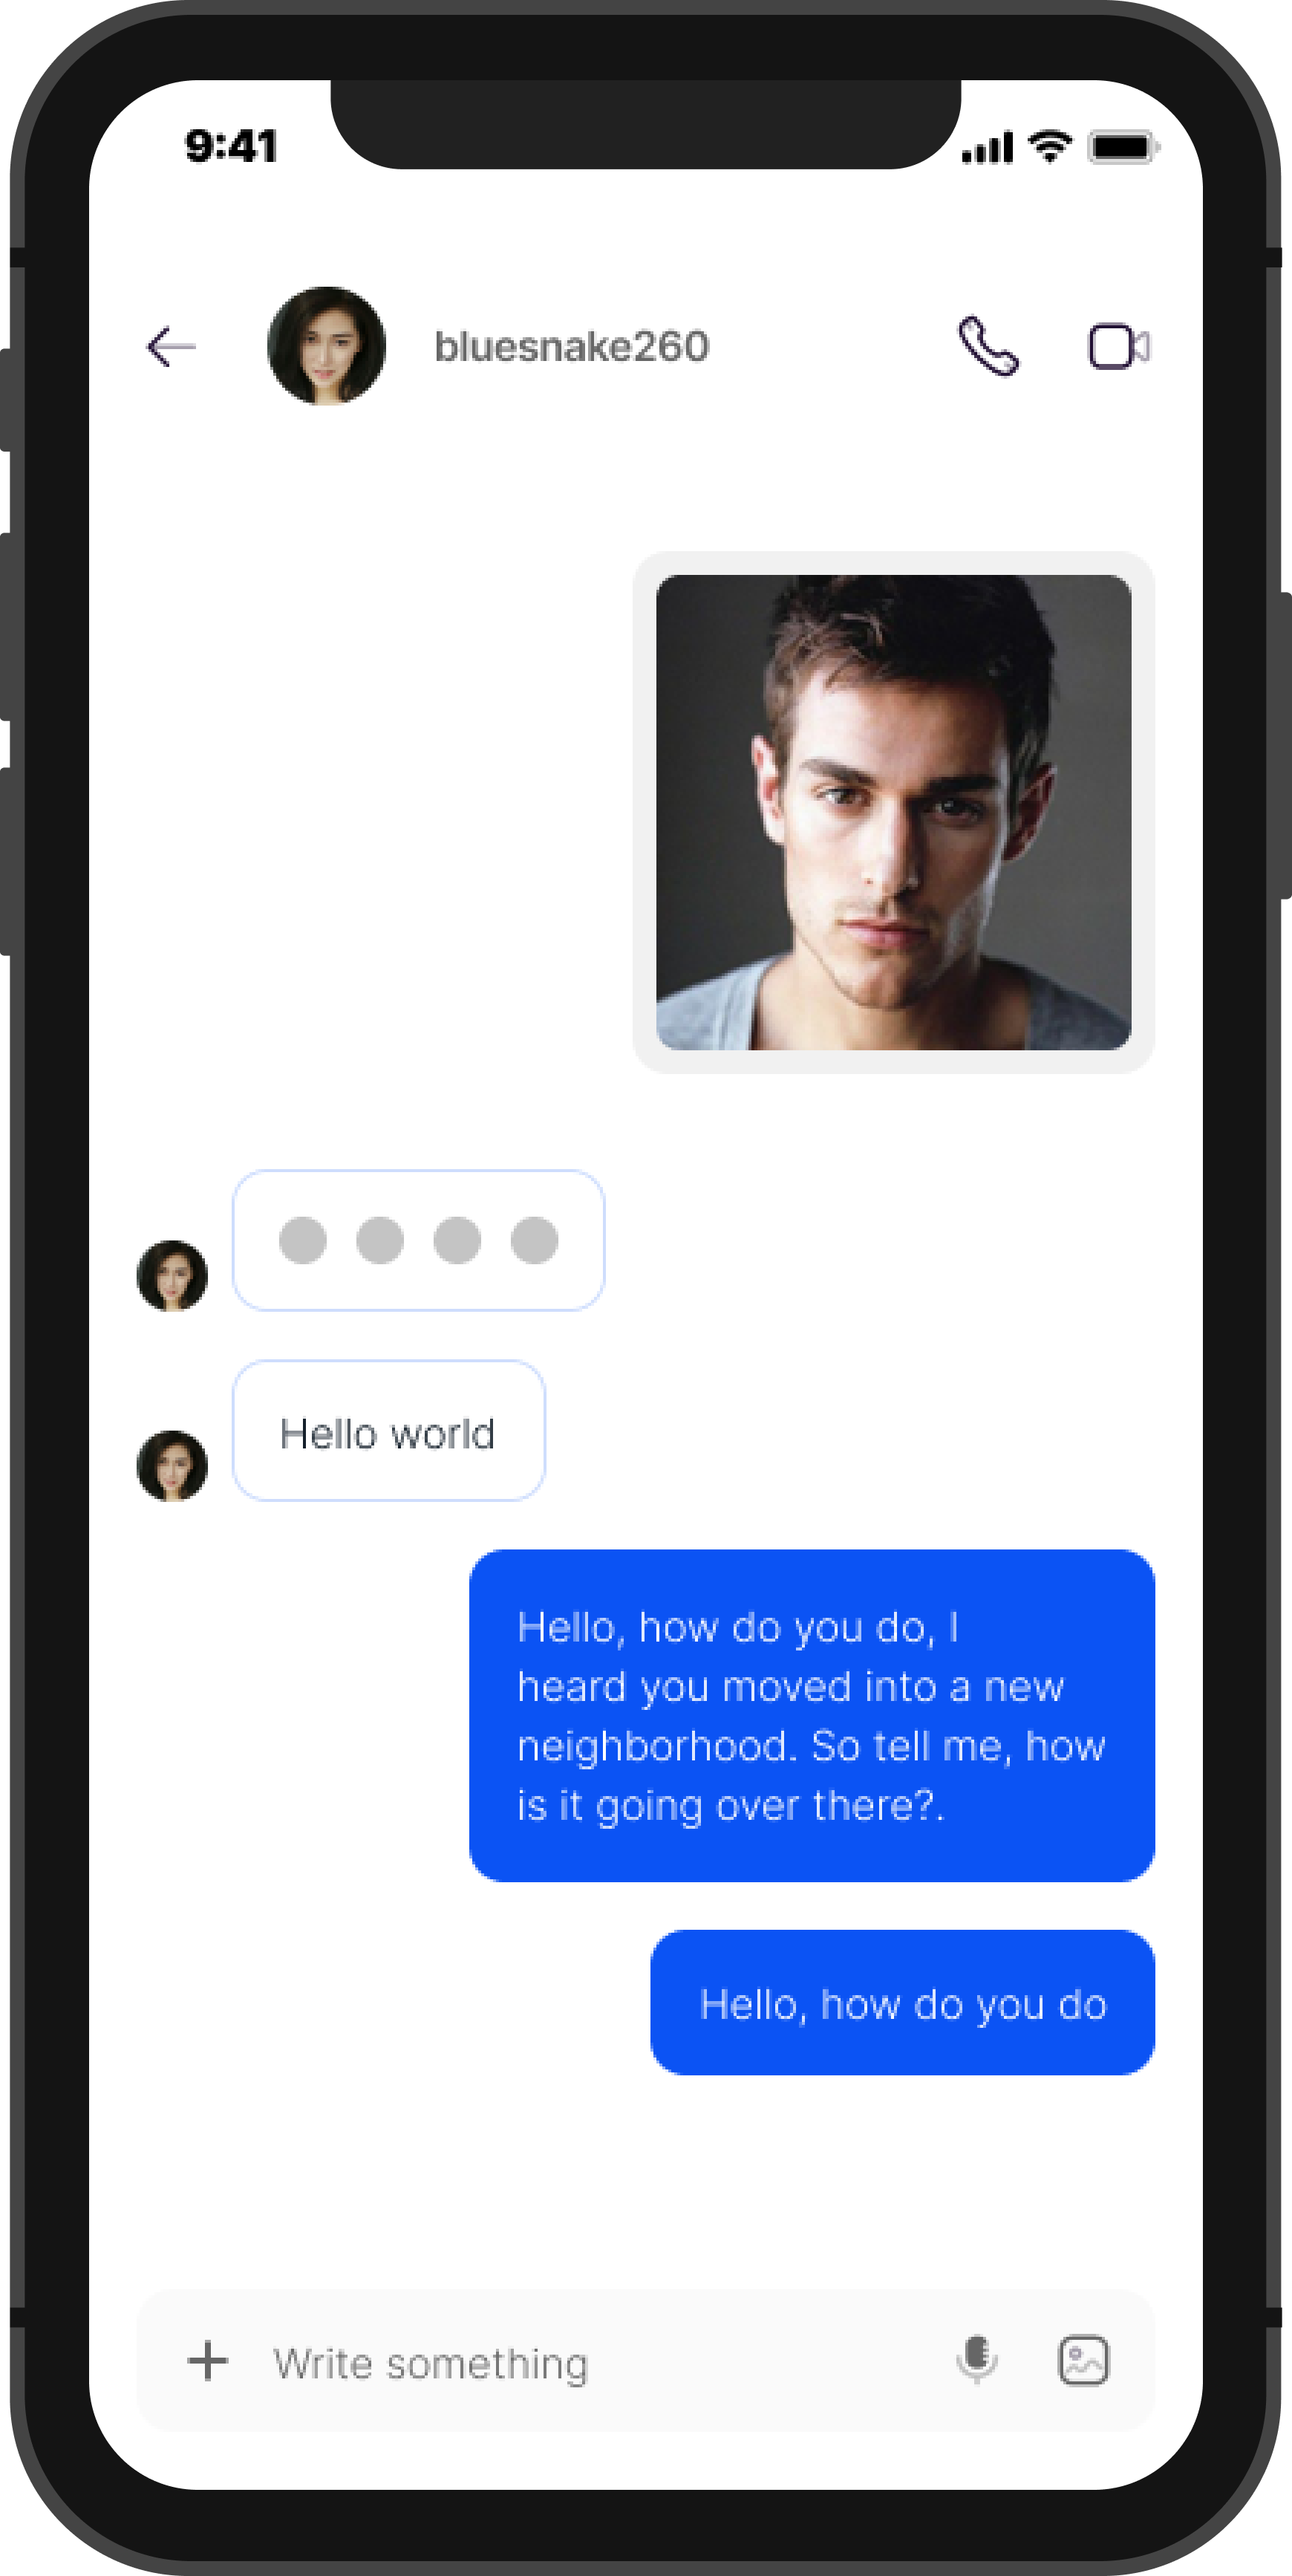 9:41
bluesnake260
Hello world
Hello, how do you do, I
heard you moved into a new
neighborhood. So tell me, how
is it going over there?.
Hello, how do you do
Write something